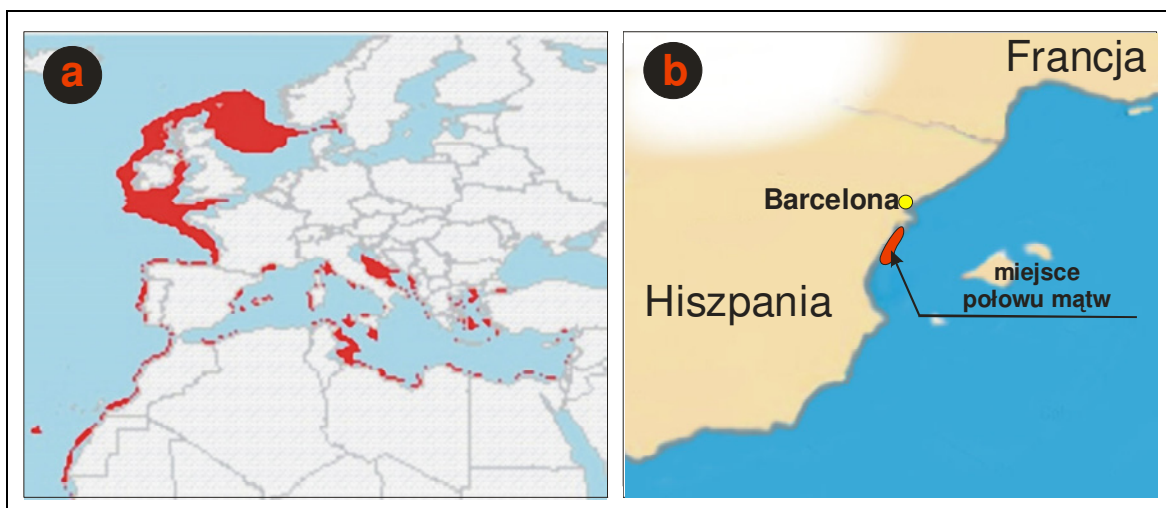 a
b
Francja
Barcelona
Hiszpania
miejsce
połowu mątw